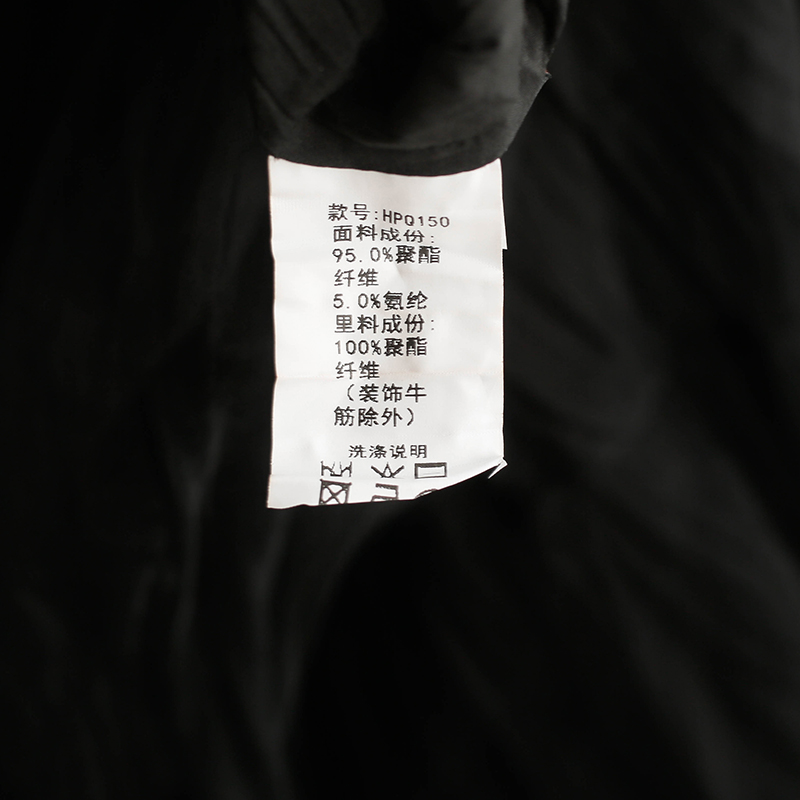 款号:HPQ150
面料成份:
95.0%聚酯
纤维
5.0%氨纶
里料成份:
100%聚酯
纤维
（装饰牛
筋除外）
洗涤说明